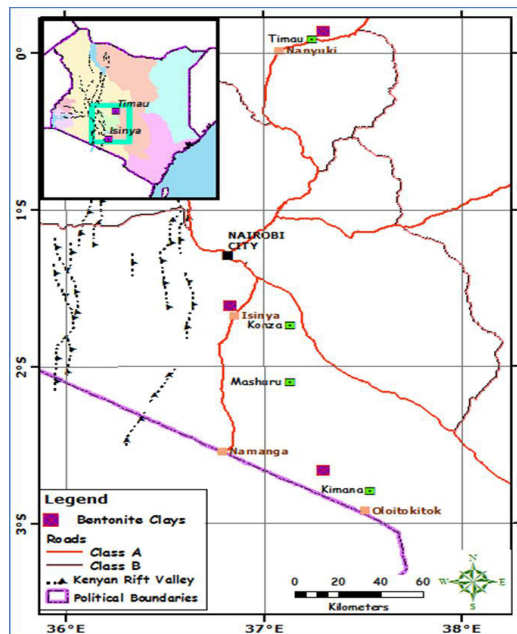 Timau
Isinya
0°
Timau
Nanyuki
1°S
NAIROBI
CITY
Isinya
Konza
2°S
Mashuru
Namanga
Kimana
Oloitokitok
3°S
Legend
Bentonite Clays
Roads
Class A
Class B
Kenyan Rift Valley
Political Boundaries
0 20 40 60
Kilometers
N
W E
S
36°E 37°E 38°E